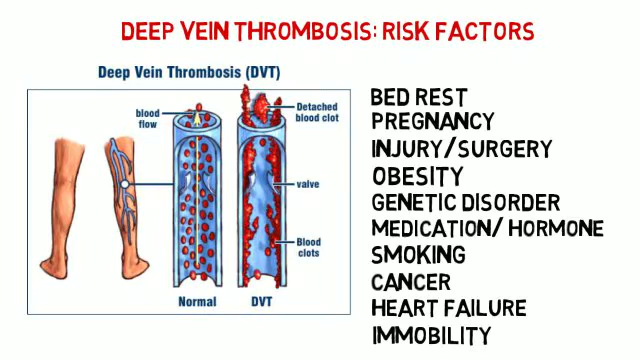 DEEP VEIN THROMBOSIS: RISK FACTORS
Deep Vein Thrombosis (DVT)
blood
flow
Detached
blood clot
valve
Blood
clots
Normal
DVT
BED REST
PREGNANCY
INJURY/SURGERY
OBESITY
GENETIC DISORDER
MEDICATION/ HORMONE
SMOKING
CANCER
HEART FAILURE
IMMOBILITY